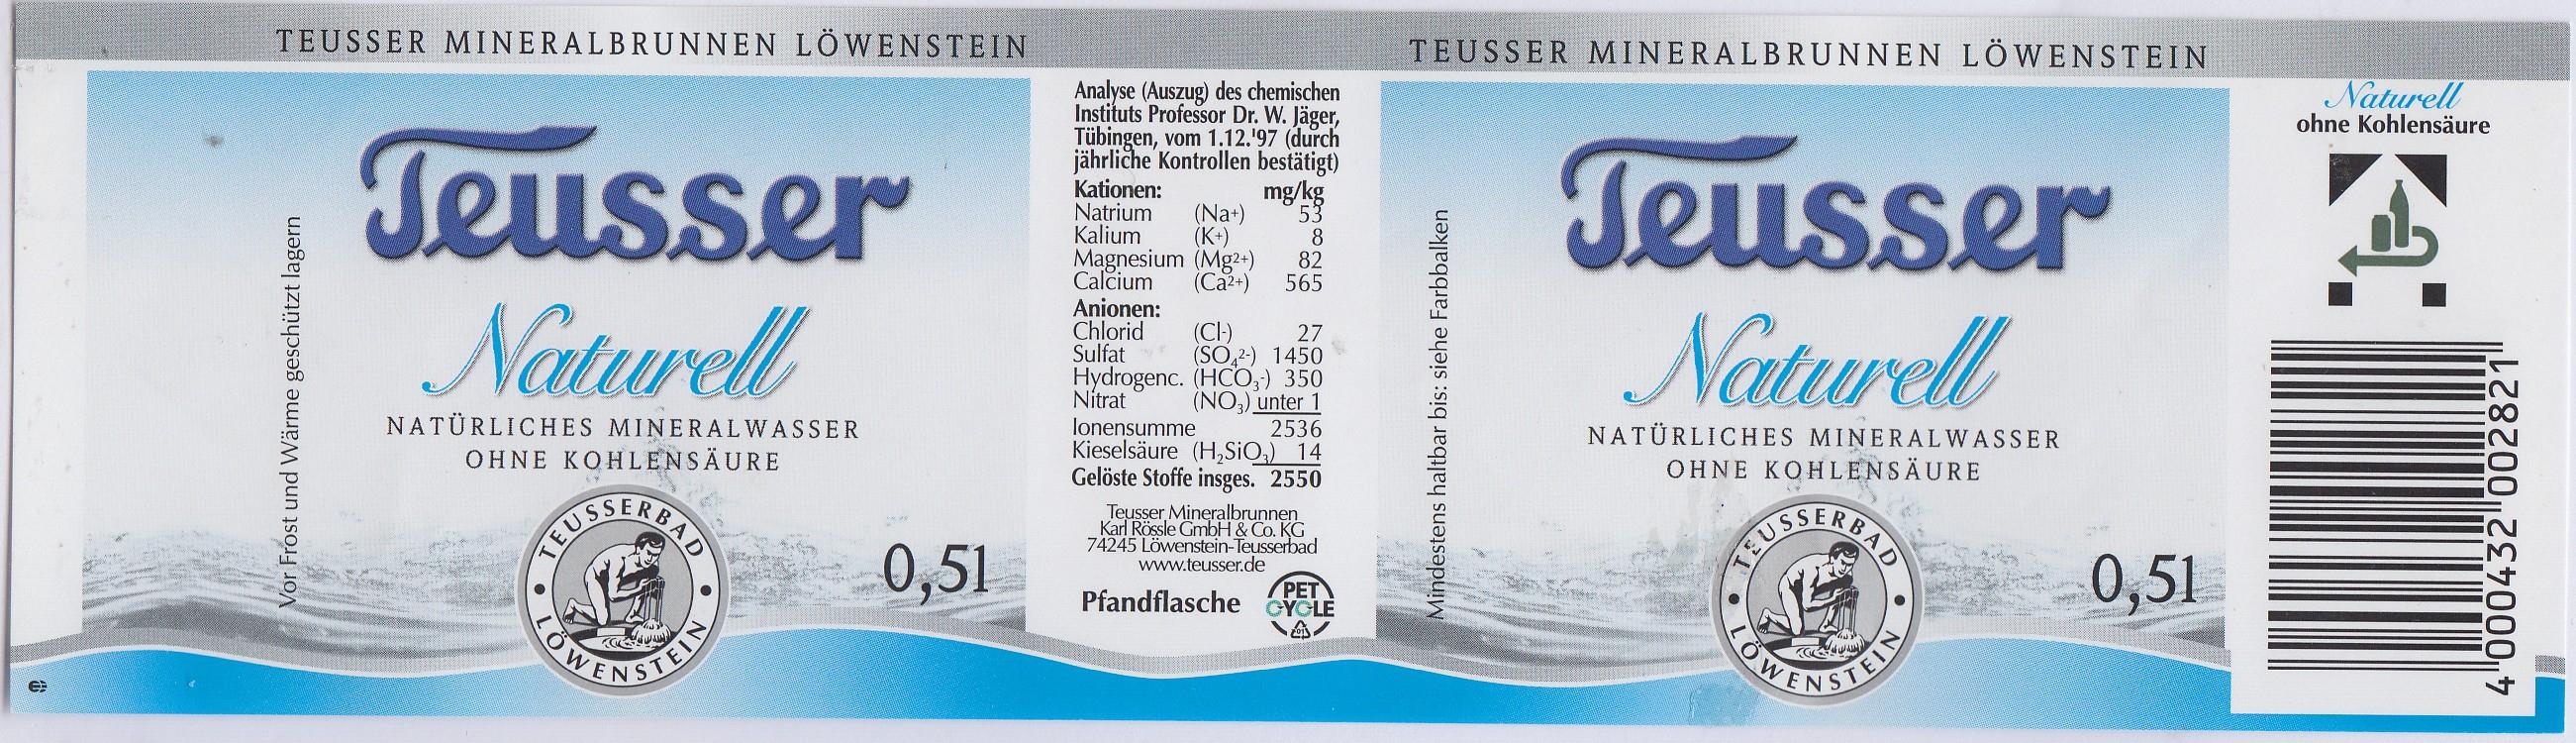 TEUSSER MINERALBRUNNEN LÖWENSTEIN
Vor Frost und Wärme geschützt lagern
Teusser
Naturell
NATÜRLICHES MINERALWASSER
OHNE KOHLENSÄURE
TEUSSERBAD
LÖWENSTEIN
0,5l
Analyse (Auszug) des chemischen
Instituts Professor Dr. W. Jäger,
Tübingen, vom 1.12.'97 (durch
jährliche Kontrollen bestätigt)
Kationen: mg/kg
Natrium (Na+) 53
Kalium (K+) 8
Magnesium (Mg2+) 82
Calcium (Ca2+) 565
Anionen:
Chlorid (Cl-) 27
Sulfat (SO42-) 1450
Hydrogenc. (HCO3-) 350
Nitrat (NO3) unter 1
Ionensumme 2536
Kieselsäure (H2SiO3) 14
Gelöste Stoffe insges. 2550
Teusser Mineralbrunnen
Karl Rössle GmbH & Co. KG
74245 Löwenstein-Teusserbad
www.teusser.de
Pfandflasche
PET
CYCLE
01
TEUSSER MINERALBRUNNEN LÖWENSTEIN
Mindestens haltbar bis: siehe Farbbalken
Teusser
Naturell
NATÜRLICHES MINERALWASSER
OHNE KOHLENSÄURE
TEUSSERBAD
LÖWENSTEIN
0,5l
Naturell
ohne Kohlensäure
4 000432 002821